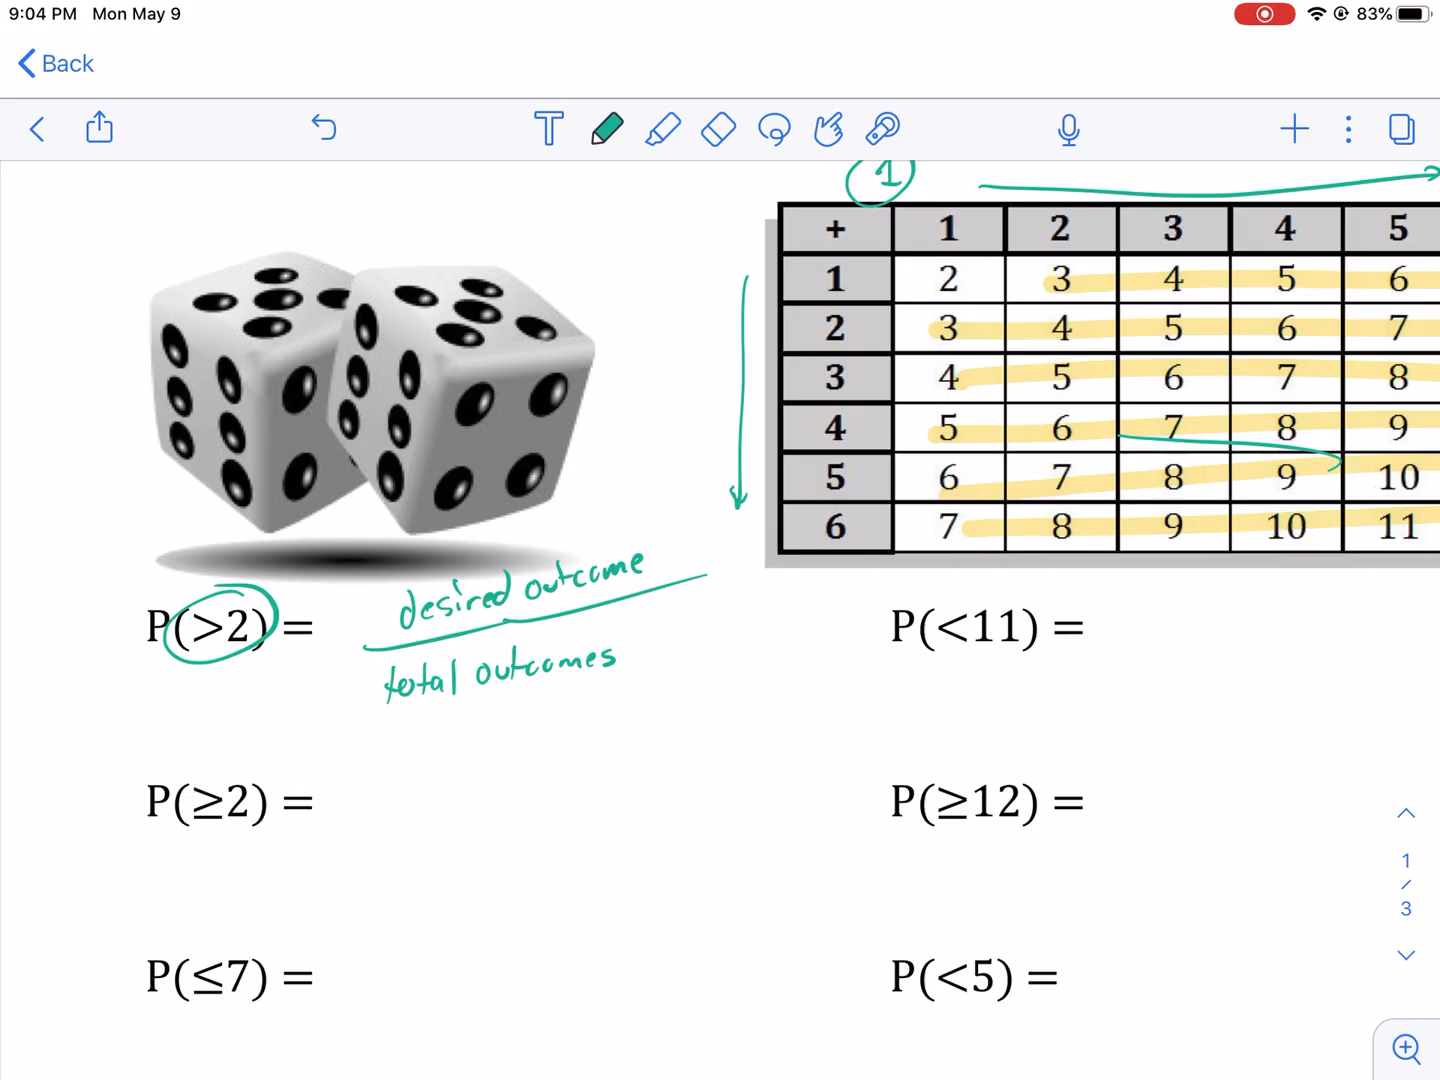 9:04 PM Mon May 9
83%
Back
T
1
+ 1 2 3 4 5
1 2 3 4 5 6
2 3 4 5 6 7
3 4 5 6 7 8
4 5 6 7 8 9
5 6 7 8 9 10
6 7 8 9 10 11
desired outcome
P(>2) =
total outcomes
P(<11) =
P(≥2) =
P(≥12) =
1
/
3
P(≤7) =
P(<5) =